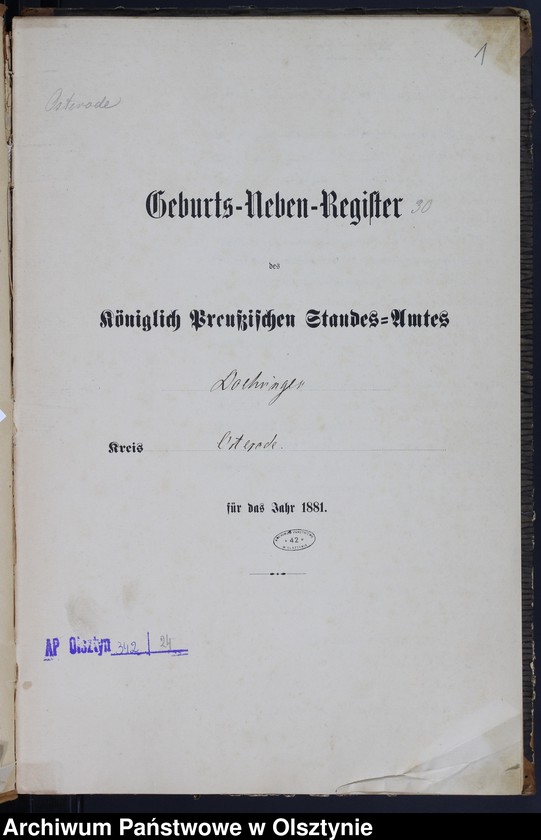 1
Osterode
Geburts-Neben-Register 30
des
Königlich Preußischen Standes-Amtes
Doehringen
Kreis Osterode.
für das Jahr 1881.
42
AP Olsztyn 342 / 24
Archiwum Państwowe w Olsztynie